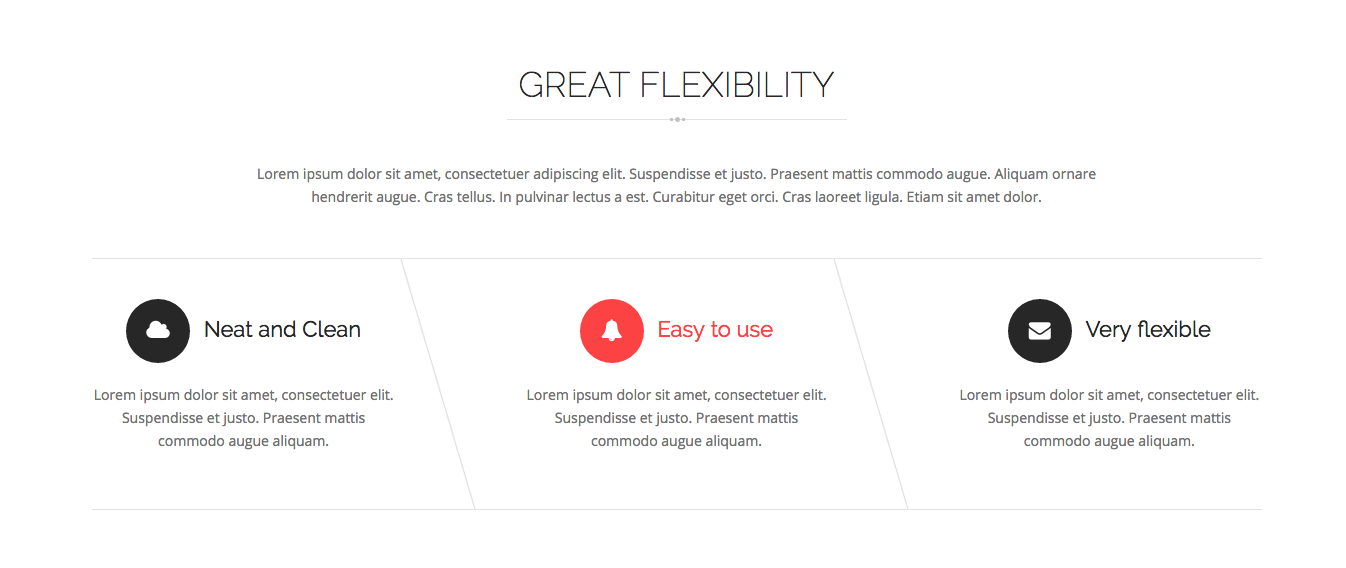 GREAT FLEXIBILITY
Lorem ipsum dolor sit amet, consectetuer adipiscing elit. Suspendisse et justo. Praesent mattis commodo augue. Aliquam ornare
hendrerit augue. Cras tellus. In pulvinar lectus a est. Curabitur eget orci. Cras laoreet ligula. Etiam sit amet dolor.
Neat and Clean
Lorem ipsum dolor sit amet, consectetuer elit.
Suspendisse et justo. Praesent mattis
commodo augue aliquam.
Easy to use
Lorem ipsum dolor sit amet, consectetuer elit.
Suspendisse et justo. Praesent mattis
commodo augue aliquam.
Very flexible
Lorem ipsum dolor sit amet, consectetuer elit.
Suspendisse et justo. Praesent mattis
commodo augue aliquam.